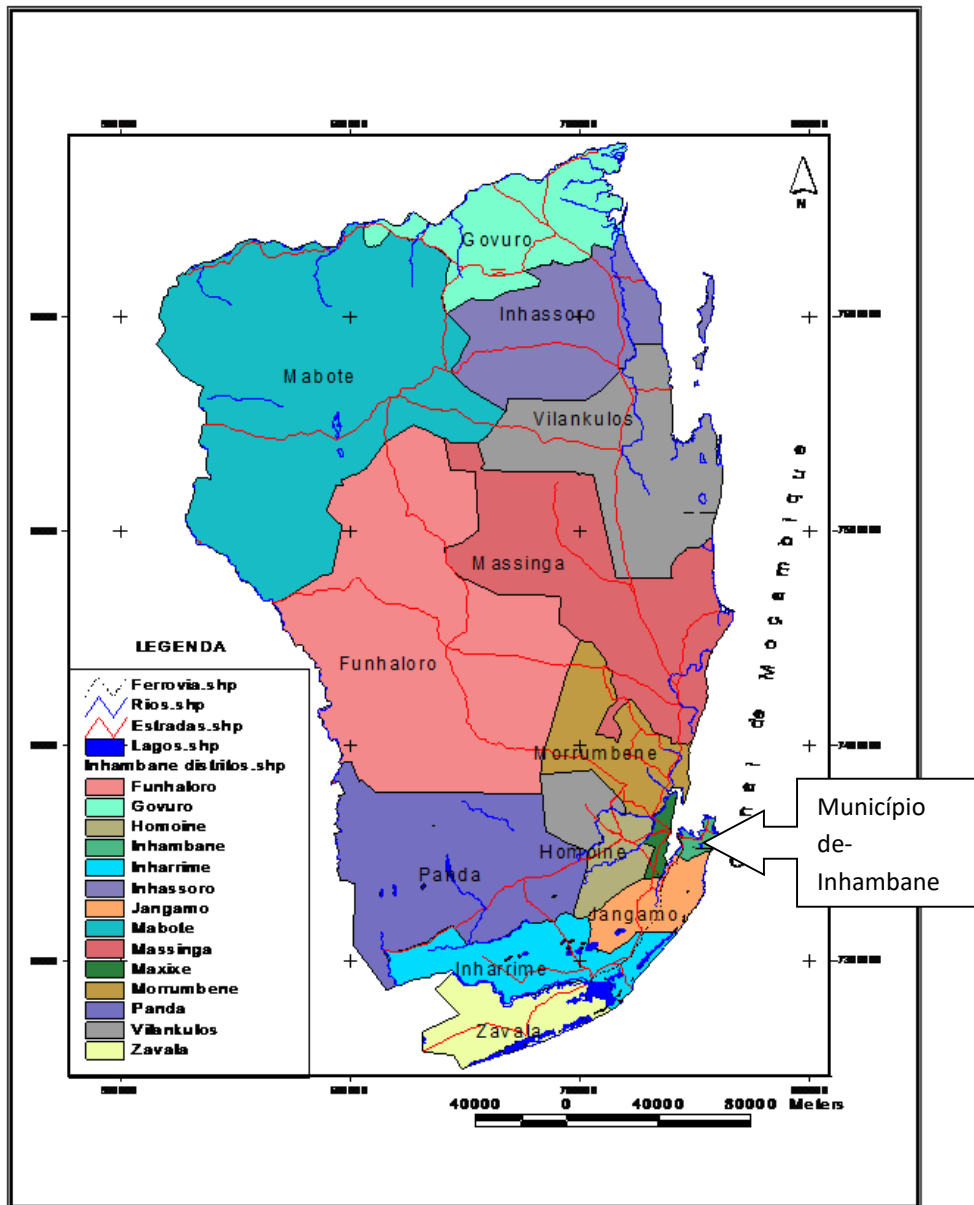 N
Govuro
Inhassoro
Mabote
Vilankulos
Massinga
Funhaloro
Morrumbene
Homoine
Panda
Jangamo
Inharrime
Zavala
de Mocambique
Município
de-
Inhambane
LEGENDA
Ferrovia.shp
Rios.shp
Estradas.shp
Lagos.shp
Inhambane distritos.shp
Funhaloro
Govuro
Homoine
Inhambane
Inharrime
Inhassoro
Jangamo
Mabote
Massinga
Maxixe
Morrumbene
Panda
Vilankulos
Zavala
40000 0 40000 80000 Meters